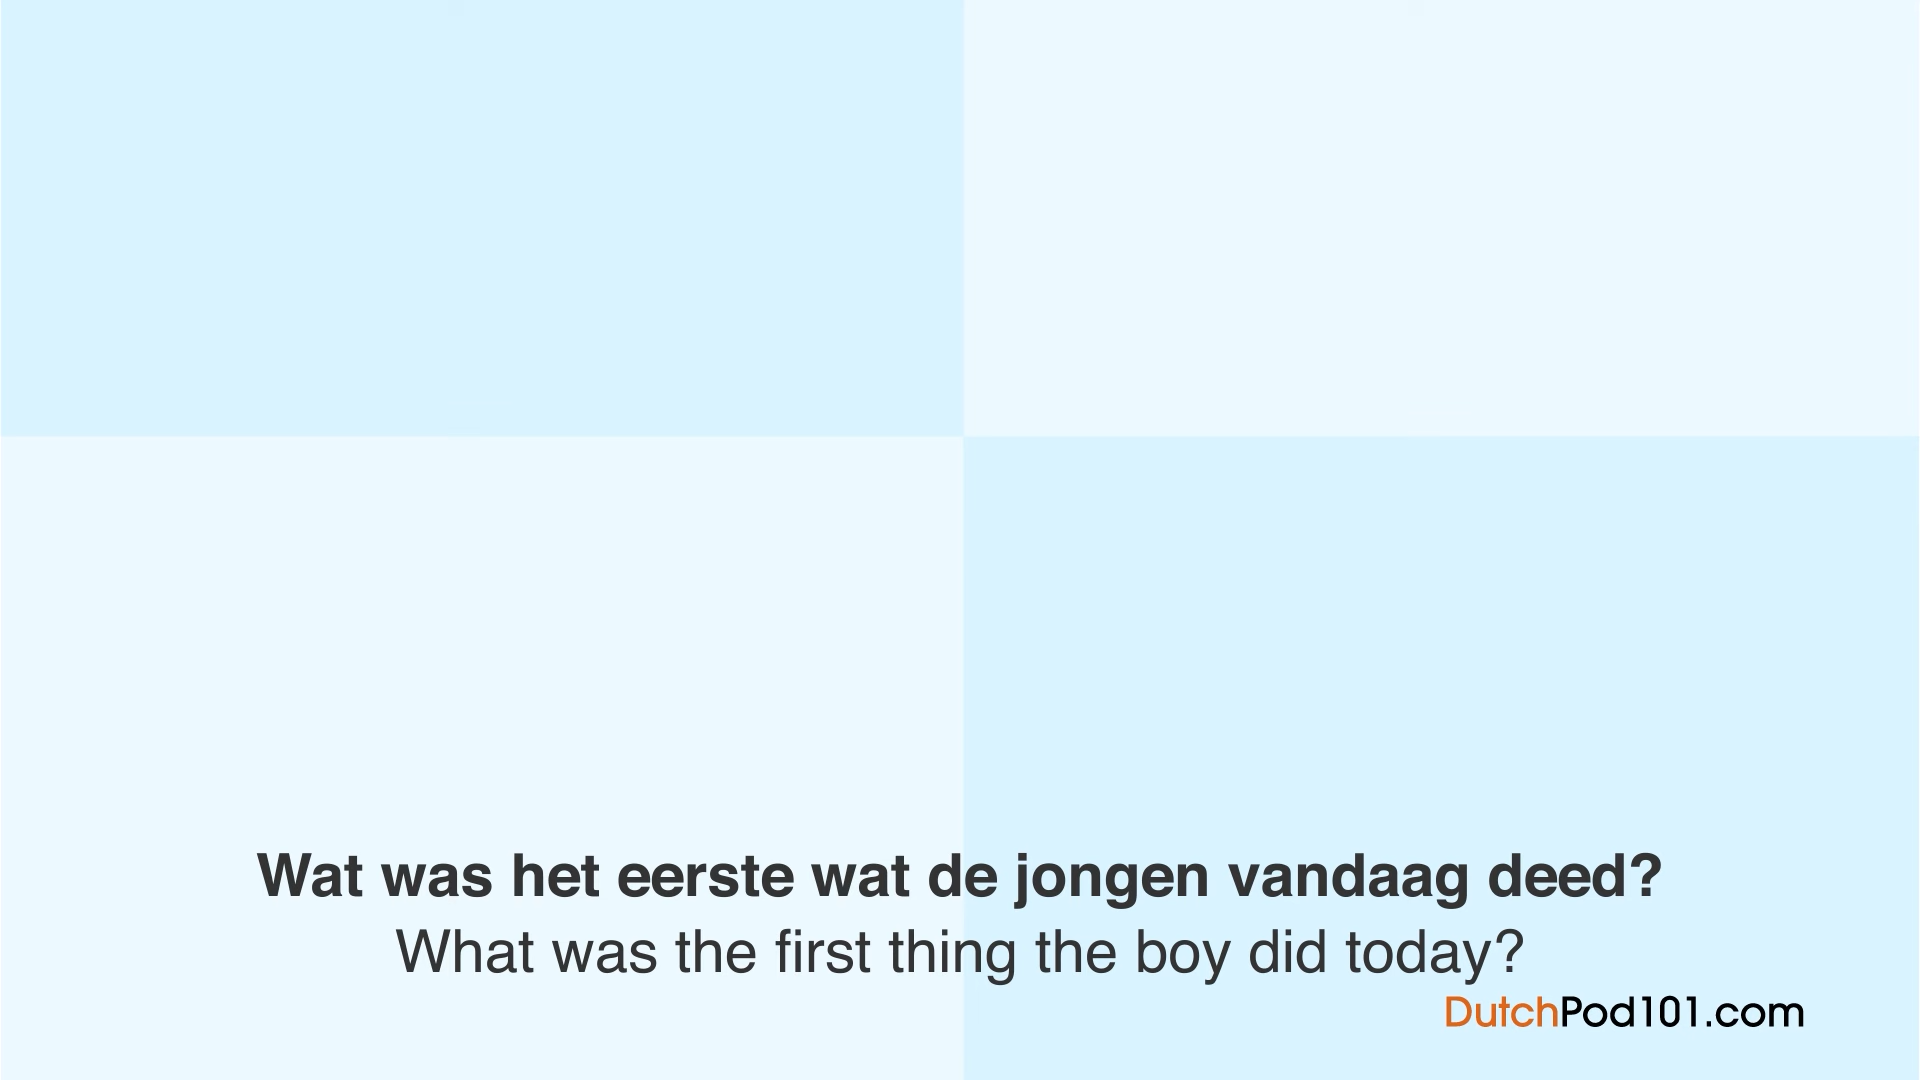 Wat was het eerste wat de jongen vandaag deed?
What was the first thing the boy did today?
DutchPod101.com